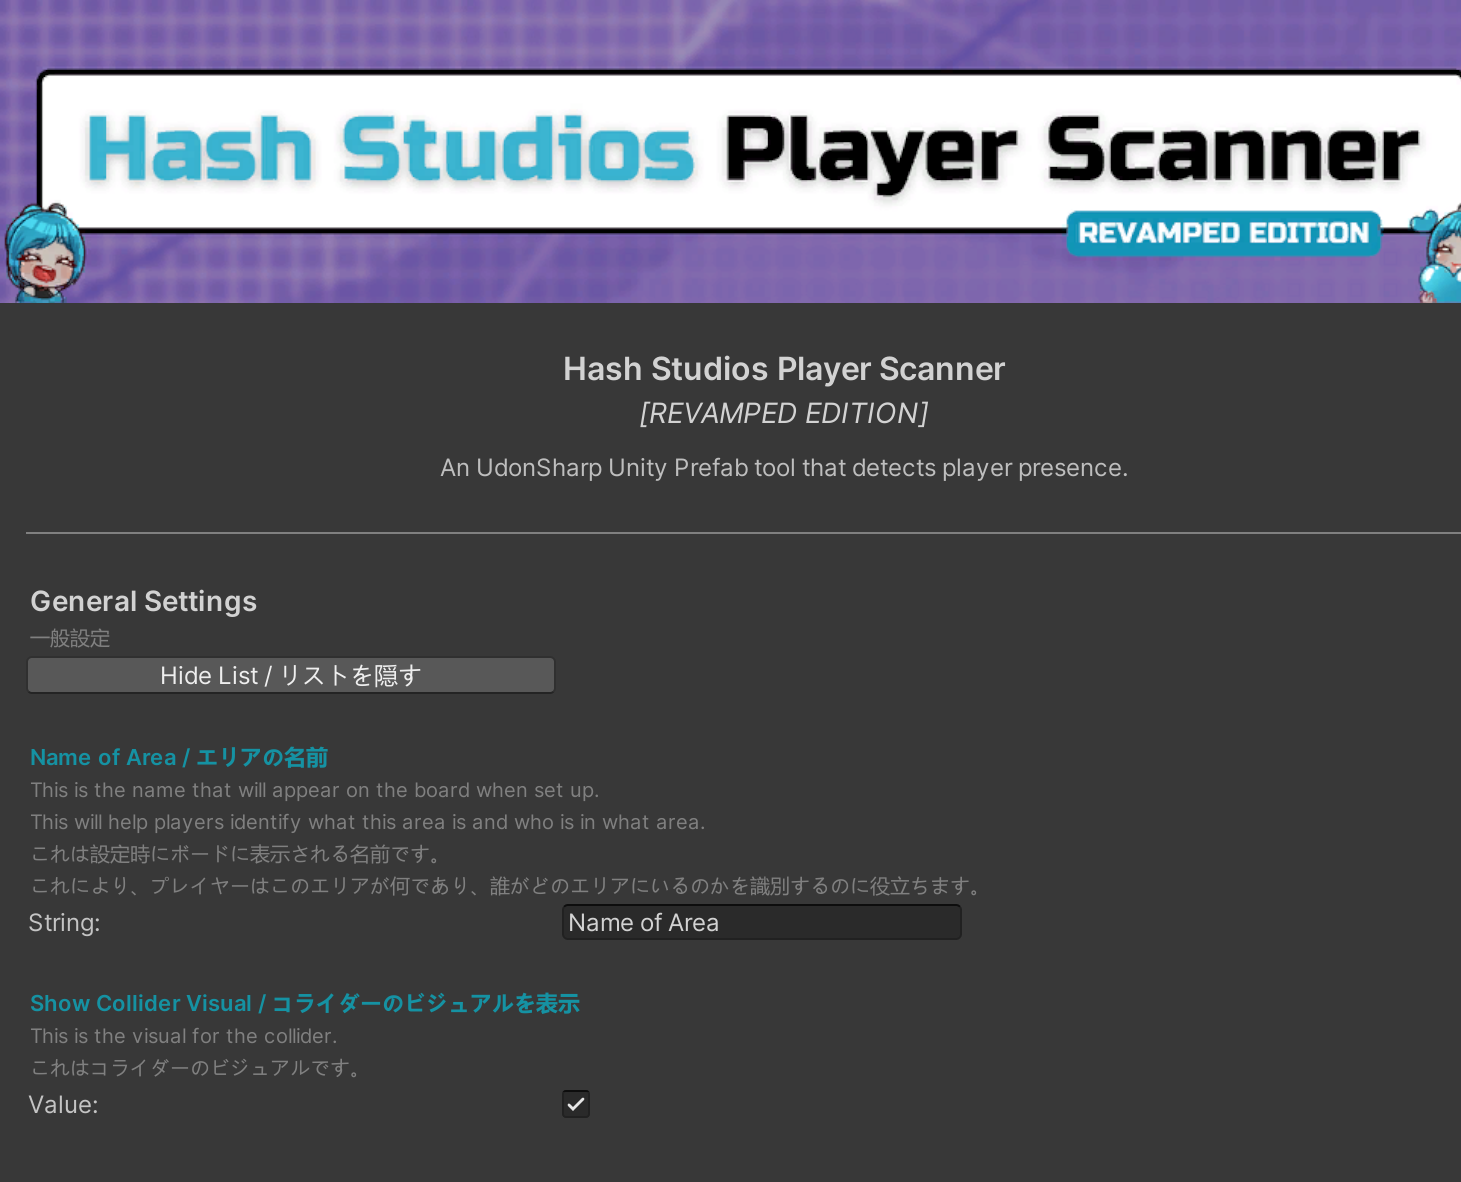 Hash Studios Player Scanner
REVAMPED EDITION
Hash Studios Player Scanner
[REVAMPED EDITION]
An UdonSharp Unity Prefab tool that detects player presence.
General Settings
一般設定
Hide List / リストを隠す
Name of Area / エリアの名前
This is the name that will appear on the board when set up.
This will help players identify what this area is and who is in what area.
これは設定時にボードに表示される名前です。
これにより、プレイヤーはこのエリアが何であり、誰がどのエリアにいるのかを識別するのに役立ちます。
String:
Name of Area
Show Collider Visual / コライダーのビジュアルを表示
This is the visual for the collider.
これはコライダーのビジュアルです。
Value: